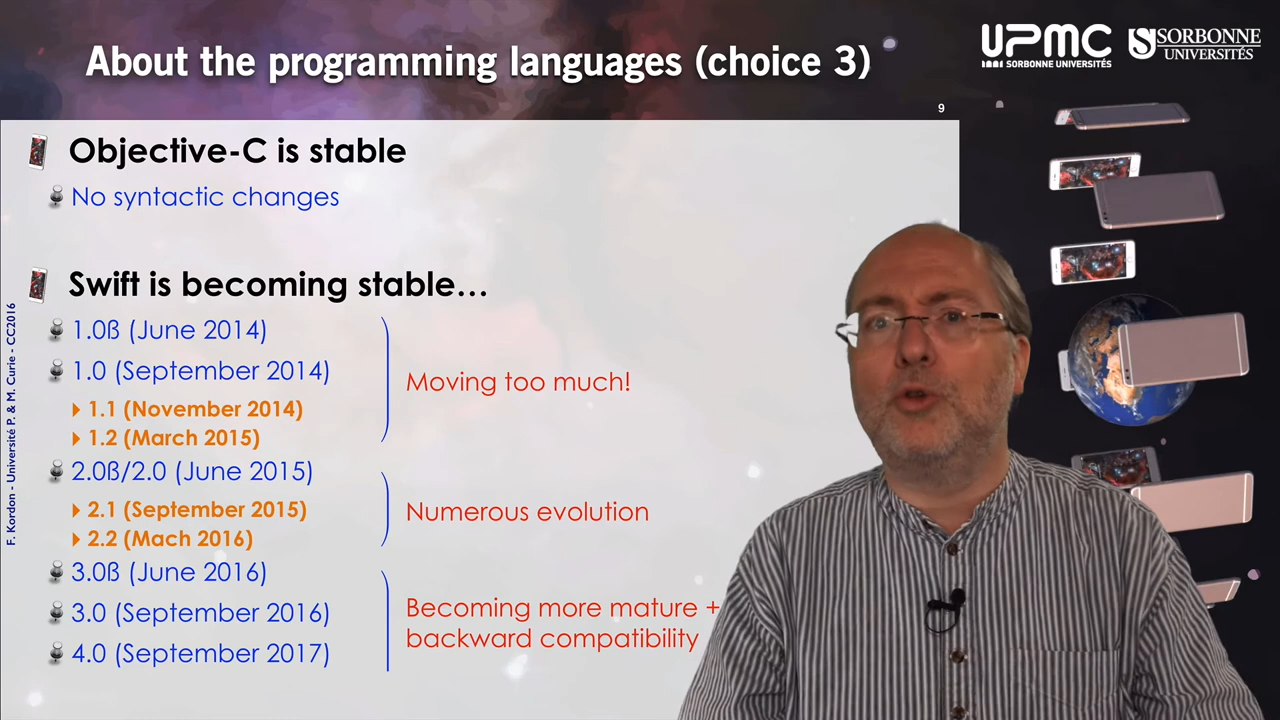 About the programming languages (choice 3)
UPMC
SORBONNE UNIVERSITÉS
SORBONNE
UNIVERSITÉS
9
Objective-C is stable
No syntactic changes
Swift is becoming stable…
1.0ß (June 2014)
1.0 (September 2014)
1.1 (November 2014)
1.2 (March 2015)
Moving too much!
2.0ß/2.0 (June 2015)
2.1 (September 2015)
2.2 (Mach 2016)
Numerous evolution
3.0ß (June 2016)
3.0 (September 2016)
4.0 (September 2017)
Becoming more mature +
backward compatibility
F. Kordon - Université P. & M. Curie - CC2016